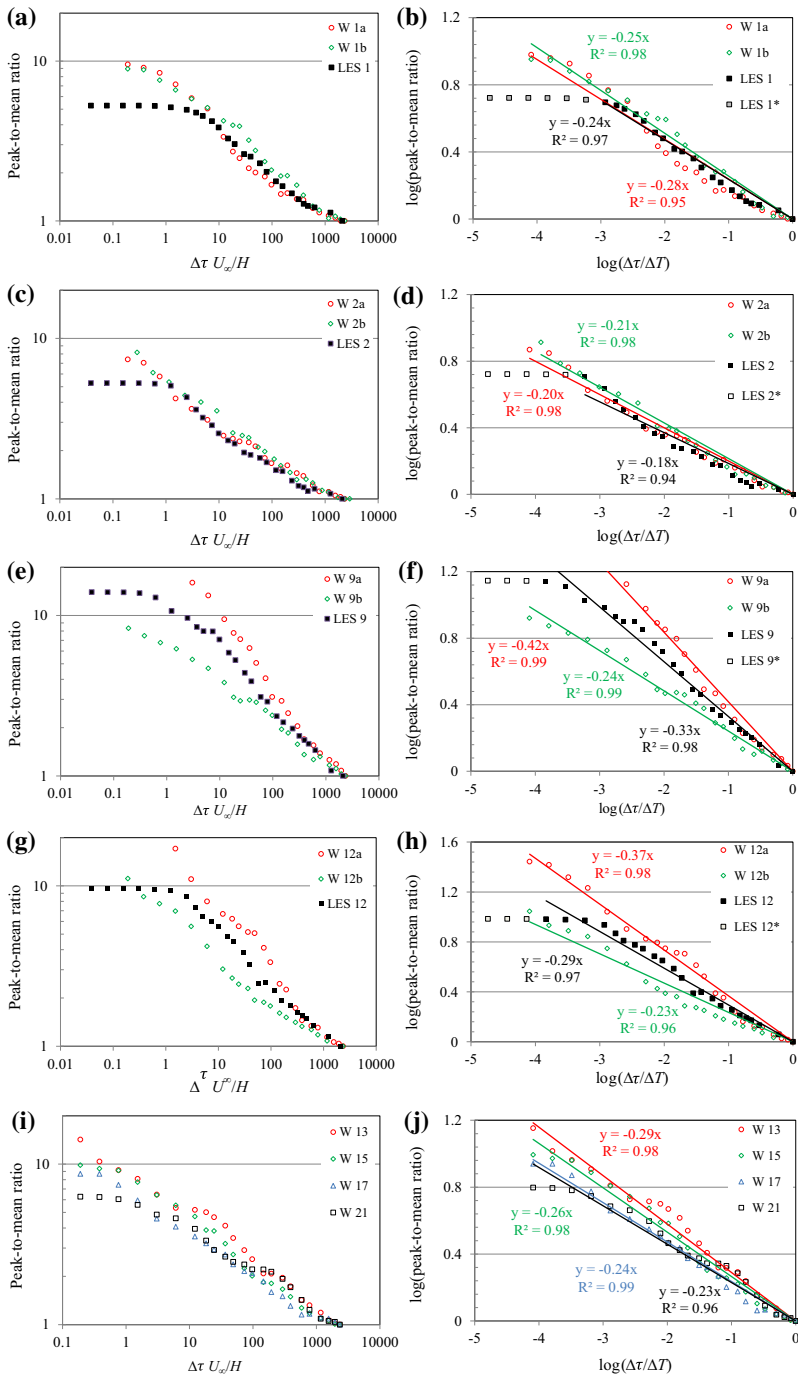 (a)
Peak-to-mean ratio
10
1
0.01 0.1 1 10 100 1000 10000
Δτ U∞/H
W 1a
W 1b
LES 1
(b)
log(peak-to-mean ratio)
1.2
0.8
0.4
0
-5 -4 -3 -2 -1 0
log(Δτ/ΔT)
y = -0.25x
R² = 0.98
y = -0.24x
R² = 0.97
y = -0.28x
R² = 0.95
W 1a
W 1b
LES 1
LES 1*
(c)
Peak-to-mean ratio
10
1
0.01 0.1 1 10 100 1000 10000
Δτ U∞/H
W 2a
W 2b
LES 2
(d)
log(peak-to-mean ratio)
1.2
0.8
0.4
0
-5 -4 -3 -2 -1 0
log(Δτ/ΔT)
y = -0.21x
R² = 0.98
y = -0.20x
R² = 0.98
y = -0.18x
R² = 0.94
W 2a
W 2b
LES 2
LES 2*
(e)
Peak-to-mean ratio
10
1
0.01 0.1 1 10 100 1000 10000
Δτ U∞/H
W 9a
W 9b
LES 9
(f)
log(peak-to-mean ratio)
1.2
0.8
0.4
0
-5 -4 -3 -2 -1 0
log(Δτ/ΔT)
y = -0.42x
R² = 0.99
y = -0.24x
R² = 0.99
y = -0.33x
R² = 0.98
W 9a
W 9b
LES 9
LES 9*
(g)
Peak-to-mean ratio
10
1
0.01 0.1 1 10 100 1000 10000
Δτ U∞/H
W 12a
W 12b
LES 12
(h)
log(peak-to-mean ratio)
1.6
1.2
0.8
0.4
0
-5 -4 -3 -2 -1 0
log(Δτ/ΔT)
y = -0.37x
R² = 0.98
y = -0.29x
R² = 0.97
y = -0.23x
R² = 0.96
W 12a
W 12b
LES 12
LES 12*
(i)
Peak-to-mean ratio
10
1
0.1 1 10 100 1000 10000
Δτ U∞/H
W 13
W 15
W 17
W 21
(j)
log(peak-to-mean ratio)
1.2
0.8
0.4
0
-5 -4 -3 -2 -1 0
log(Δτ/ΔT)
y = -0.29x
R² = 0.98
y = -0.26x
R² = 0.98
y = -0.24x
R² = 0.99
y = -0.23x
R² = 0.96
W 13
W 15
W 17
W 21